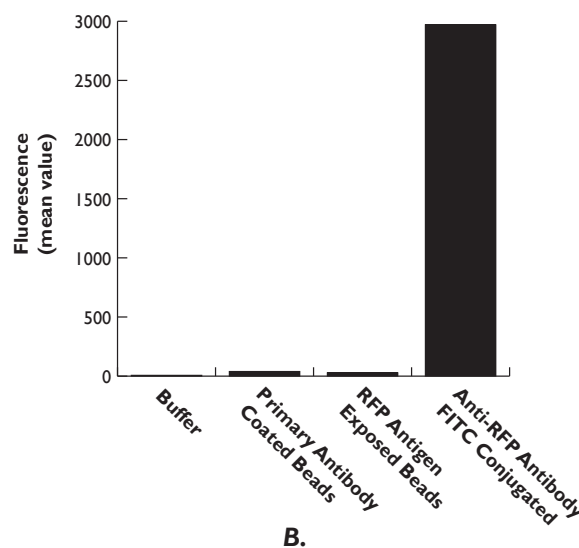 Fluorescence
(mean value)
3000
2500
2000
1500
1000
500
0
Buffer
Primary Antibody
Coated Beads
RFP Antigen
Exposed Beads
Anti-RFP Antibody
FITC Conjugated
B.